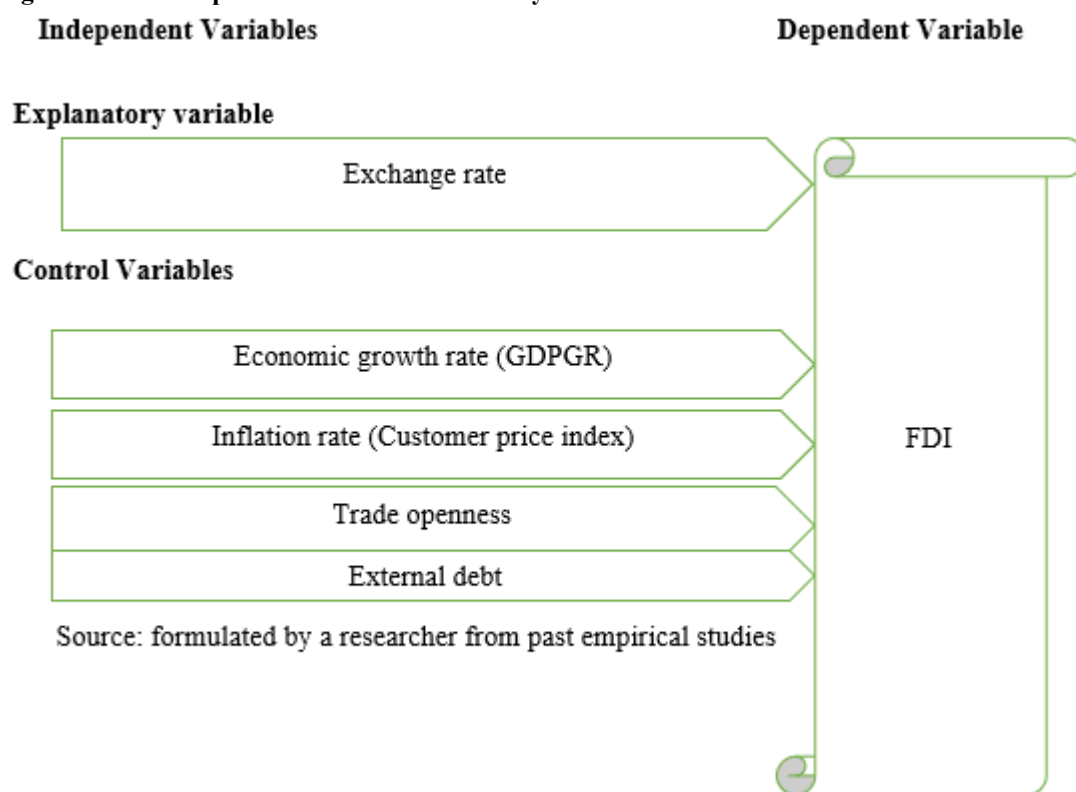 Independent Variables Dependent Variable
Explanatory variable
Exchange rate
Control Variables
Economic growth rate (GDPGR)
Inflation rate (Customer price index)
FDI
Trade openness
External debt
Source: formulated by a researcher from past empirical studies